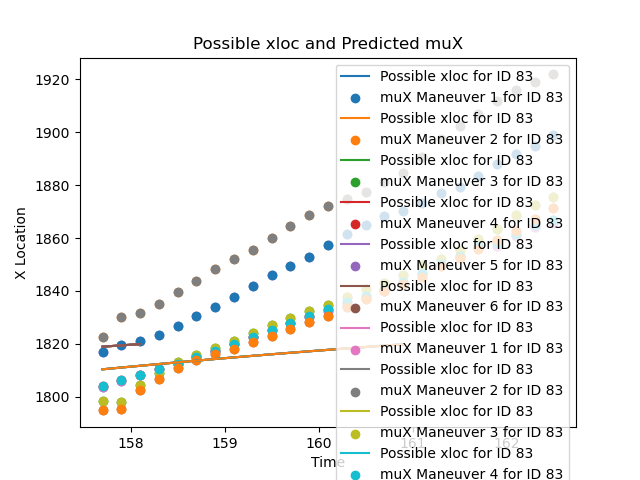 Possible xloc and Predicted muX
1920
1900
1880
1860
1840
1820
1800
X Location
158
159
160
161
162
Time
Possible xloc for ID 83
muX Maneuver 1 for ID 83
Possible xloc for ID 83
muX Maneuver 2 for ID 83
Possible xloc for ID 83
muX Maneuver 3 for ID 83
Possible xloc for ID 83
muX Maneuver 4 for ID 83
Possible xloc for ID 83
muX Maneuver 5 for ID 83
Possible xloc for ID 83
muX Maneuver 6 for ID 83
Possible xloc for ID 83
muX Maneuver 1 for ID 83
Possible xloc for ID 83
muX Maneuver 2 for ID 83
Possible xloc for ID 83
muX Maneuver 3 for ID 83
Possible xloc for ID 83
muX Maneuver 4 for ID 83